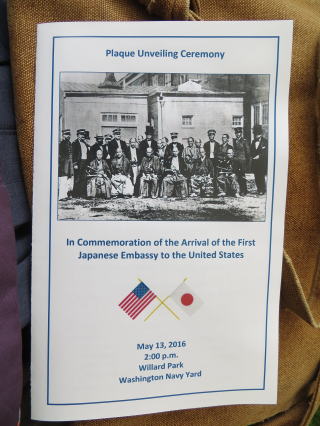 Plaque Unveiling Ceremony
In Commemoration of the Arrival of the First
Japanese Embassy to the United States
May 13, 2016
2:00 p.m.
Willard Park
Washington Navy Yard